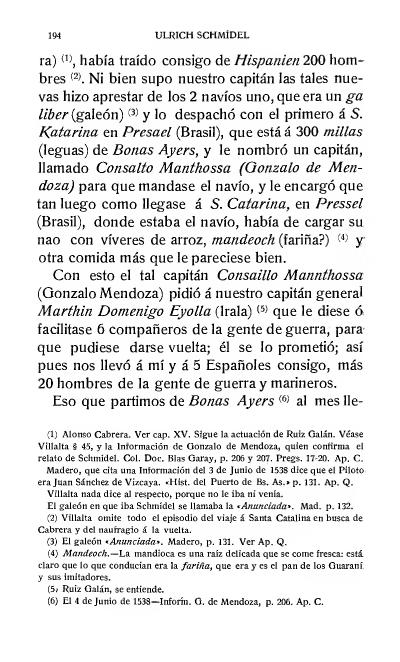 194 ULRICH SCHMÍDEL
ra) (1), había traído consigo de Hispanien 200 hom-
bres (2). Ni bien supo nuestro capitán las tales nue-
vas hizo aprestar de los 2 navíos uno, que era un ga
liber (galeón) (3) y lo despachó con el primero á S.
Katarina en Presael (Brasil), que está á 300 millas
(leguas) de Bonas Ayers, y le nombró un capitán,
llamado Consalto Manthossa (Gonzalo de Men-
doza) para que mandase el navío, y le encargó que
tan luego como llegase á S. Catarina, en Pressel
(Brasil), donde estaba el navío, había de cargar su
nao con víveres de arroz, mandeoch (fariña?) (4) y
otra comida más que le pareciese bien.
Con esto el tal capitán Consaillo Mannthossa
(Gonzalo Mendoza) pidió á nuestro capitán general
Marthin Domenigo Eyolla (Irala) (5) que le diese ó
facilitase 6 compañeros de la gente de guerra, para
que pudiese darse vuelta; él se lo prometió; así
pues nos llevó á mí y á 5 Españoles consigo, más
20 hombres de la gente de guerra y marineros.
Eso que partimos de Bonas Ayers (6) al mes lle-
(1) Alonso Cabrera. Ver cap. XV. Sigue la actuación de Ruiz Galán. Véase
Villalta § 45, y la Información de Gonzalo de Mendoza, quien confirma el
relato de Schmidel. Col. Doc. Blas Garay, p. 206 y 207. Pregs. 17-20. Ap. C.
Madero, que cita una Información del 3 de Junio de 1538 dice que el Piloto
era Juan Sánchez de Vizcaya. «Hist. del Puerto de Bs. As.» p. 131. Ap. Q.
Villalta nada dice al respecto, porque no le iba ni venía.
El galeón en que iba Schmidel se llamaba la «Anunciada». Mad. p. 132.
(2) Villalta omite todo el episodio del viaje á Santa Catalina en busca de
Cabrera y del naufragio á la vuelta.
(3) El galeón «Anunciada». Madero, p. 131. Ver Ap. Q.
(4) Mandeoch.—La mandioca es una raíz delicada que se come fresca: está
claro que lo que conducían era la fariña, que era y es el pan de los Guaraní
y sus imitadores.
(5) Ruiz Galán, se entiende.
(6) El 4 de Junio de 1538—Inform. G. de Mendoza, p. 206. Ap. C.